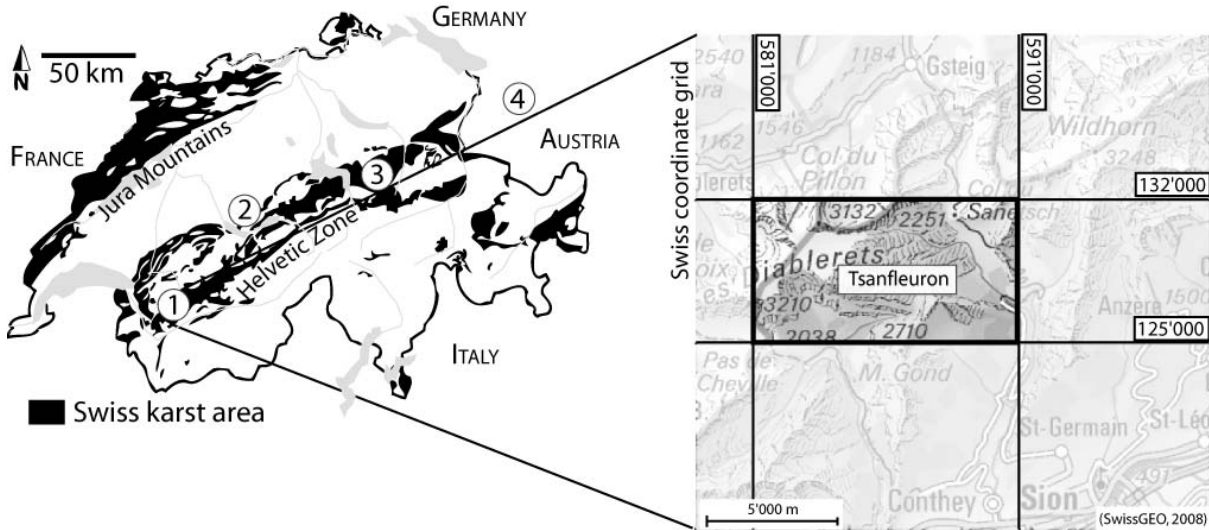 GERMANY
N
50 km
FRANCE
Jura Mountains
AUSTRIA
4
3
2
Helvetic Zone
1
ITALY
Swiss karst area
Swiss coordinate grid
581'000
591'000
2540
1184
Gsteig
1162
1546
Wildhorn
Col du
Pillon
3248
blerets
132'000
3132
2251
Sanetsch
Diablerets
Tsanfleuron
3210
2038
2710
Anzère
1500
125'000
Pas de
Cheville
M. Gond
St-Germain
St-Léo
491
Conthey
Sion
5'000 m
(SwissGEO, 2008)